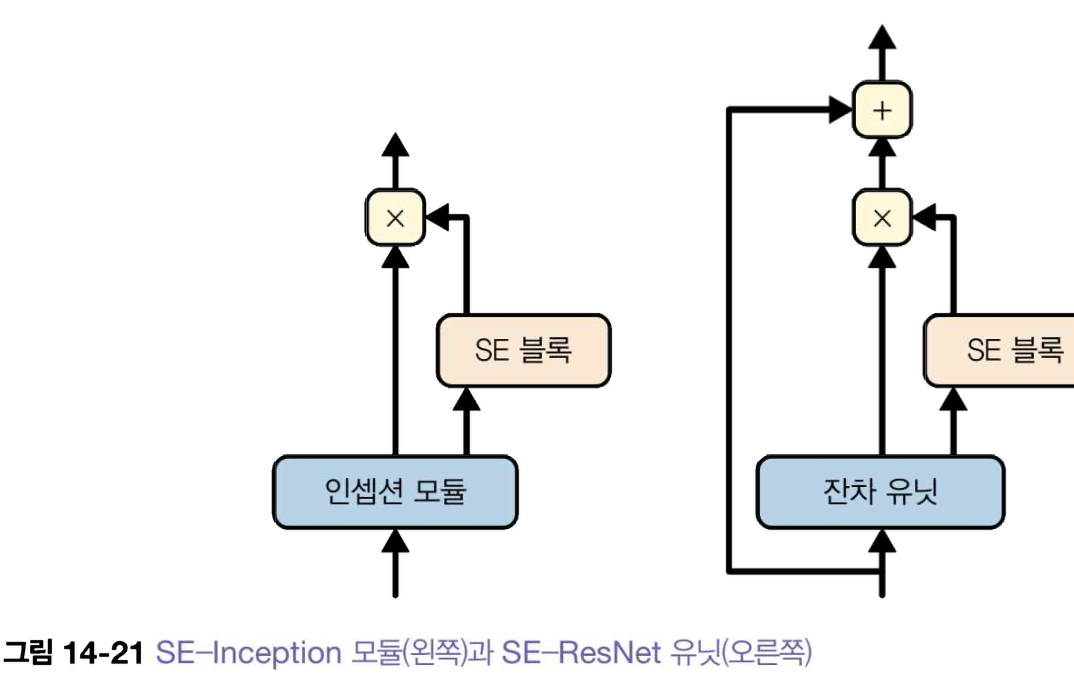 +
×
×
SE 블록
SE 블록
인셉션 모듈
잔차 유닛
그림 14-21 SE-Inception 모듈(왼쪽)과 SE-ResNet 유닛(오른쪽)